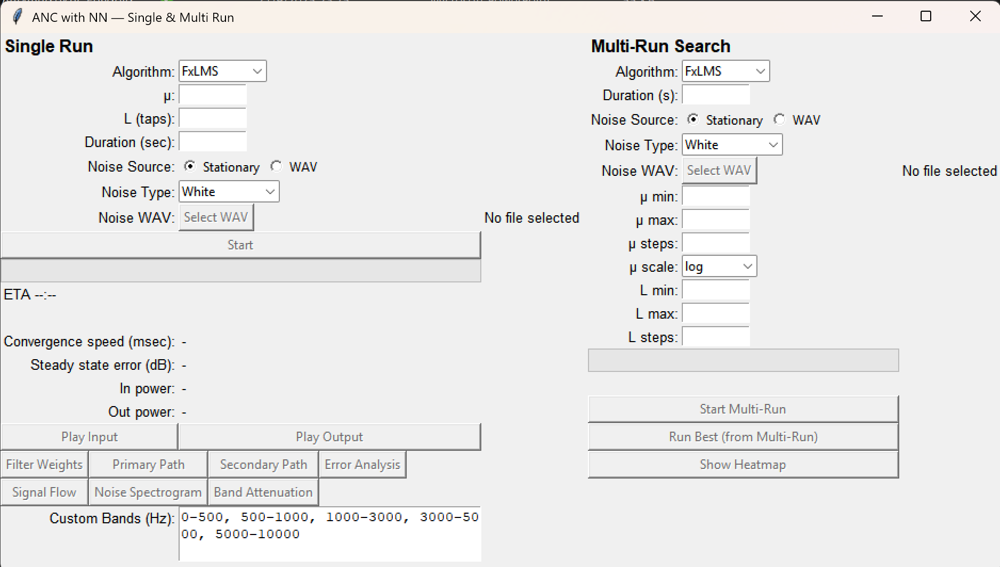 ANC with NN — Single & Multi Run
Single Run
Algorithm: FxLMS
µ:
L (taps):
Duration (sec):
Noise Source: Stationary WAV
Noise Type: White
Noise WAV: Select WAV No file selected
Start
ETA --:--
Convergence speed (msec): -
Steady state error (dB): -
In power: -
Out power: -
Play Input Play Output
Filter Weights Primary Path Secondary Path Error Analysis
Signal Flow Noise Spectrogram Band Attenuation
Custom Bands (Hz): 0-500, 500-1000, 1000-3000, 3000-50
00, 5000-10000
Multi-Run Search
Algorithm: FxLMS
Duration (s):
Noise Source: Stationary WAV
Noise Type: White
Noise WAV: Select WAV No file selected
µ min:
µ max:
µ steps:
µ scale: log
L min:
L max:
L steps:
Start Multi-Run
Run Best (from Multi-Run)
Show Heatmap